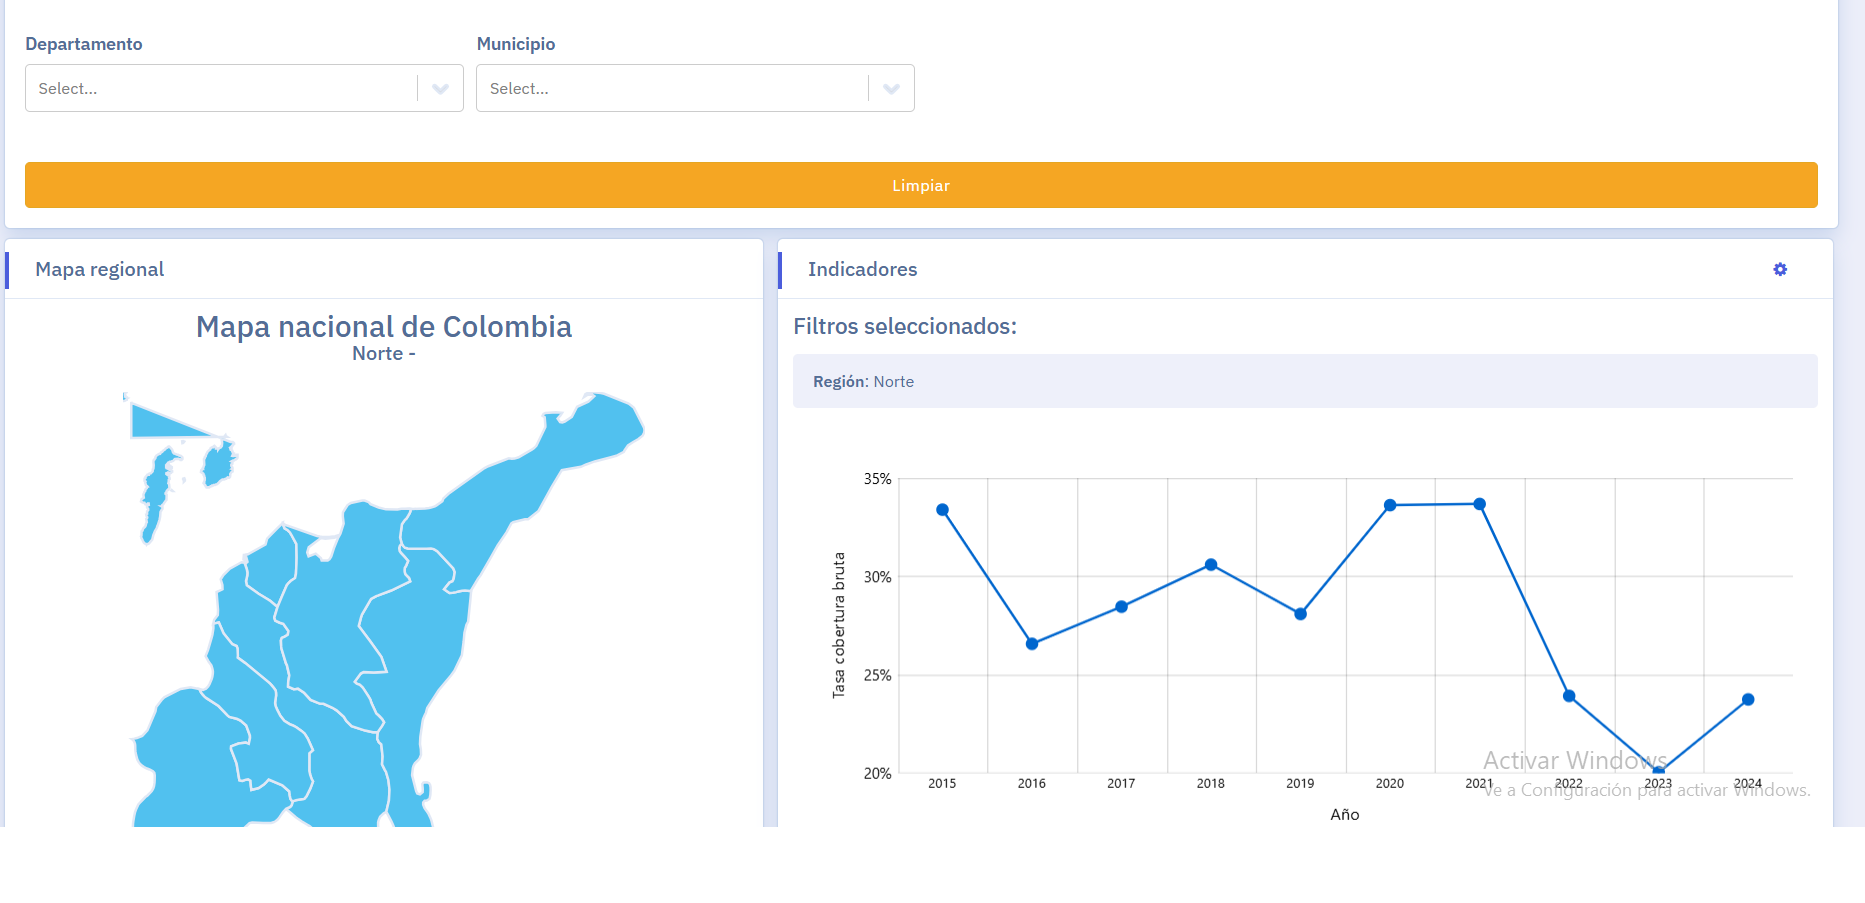 Departamento
Municipio
Select...
Select...
Limpiar
Mapa regional
Mapa nacional de Colombia
Norte -
Indicadores
Filtros seleccionados:
Región: Norte
Tasa cobertura bruta
35%
30%
25%
20%
2015
2016
2017
2018
2019
2020
2021
2022
2023
2024
Año
Activar Windows
Ve a Configuración para activar Windows.